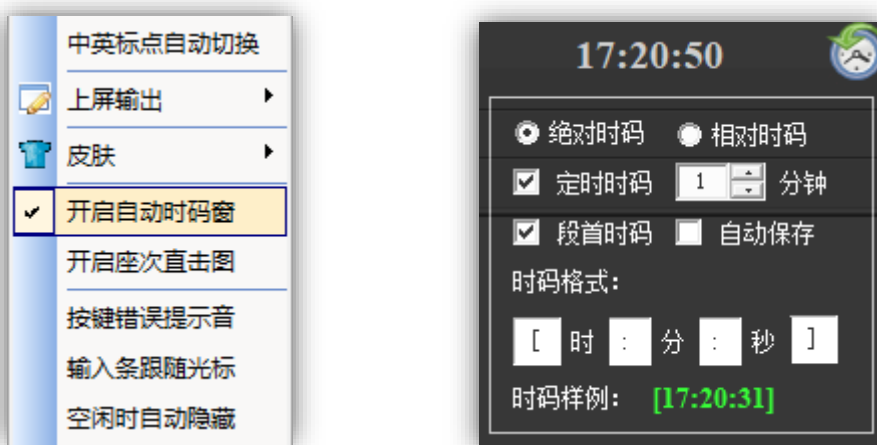 中英标点自动切换
上屏输出
皮肤
开启自动时码窗
开启座次直击图
按键错误提示音
输入条跟随光标
空闲时自动隐藏
17:20:50
绝对时码 相对时码
定时时码 1 分钟
段首时码 自动保存
时码格式:
[ 时 : 分 : 秒 ]
时码样例: [17:20:31]